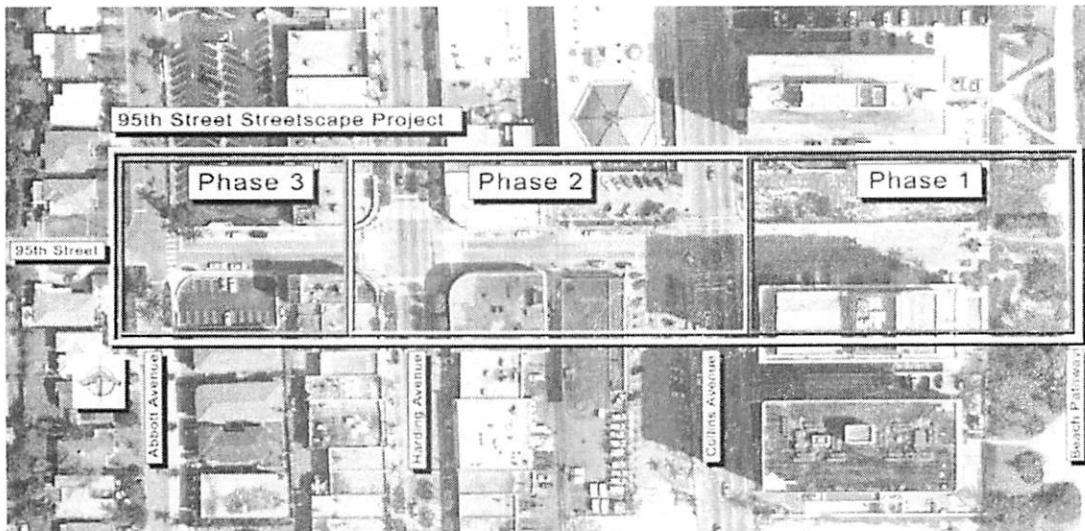 95th Street Streetscape Project
Phase 3
Phase 2
Phase 1
95th Street
Abbott Avenue
Harding Avenue
Collins Avenue
Beach Pathway